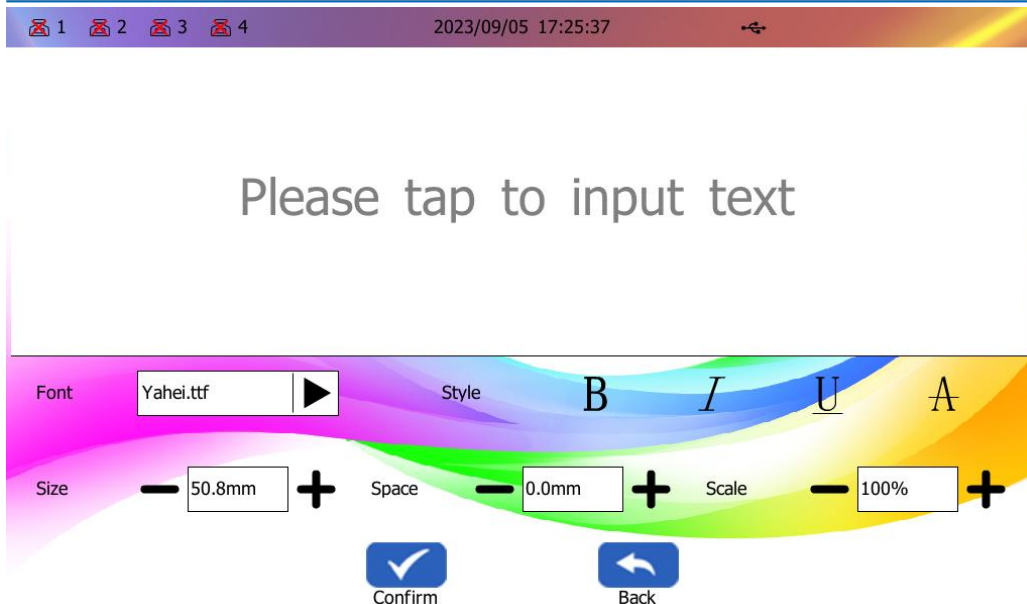 1 2 3 4 2023/09/05 17:25:37
Please tap to input text
Font Yahei.ttf Style B I U A
Size 50.8mm Space 0.0mm Scale 100%
Confirm Back